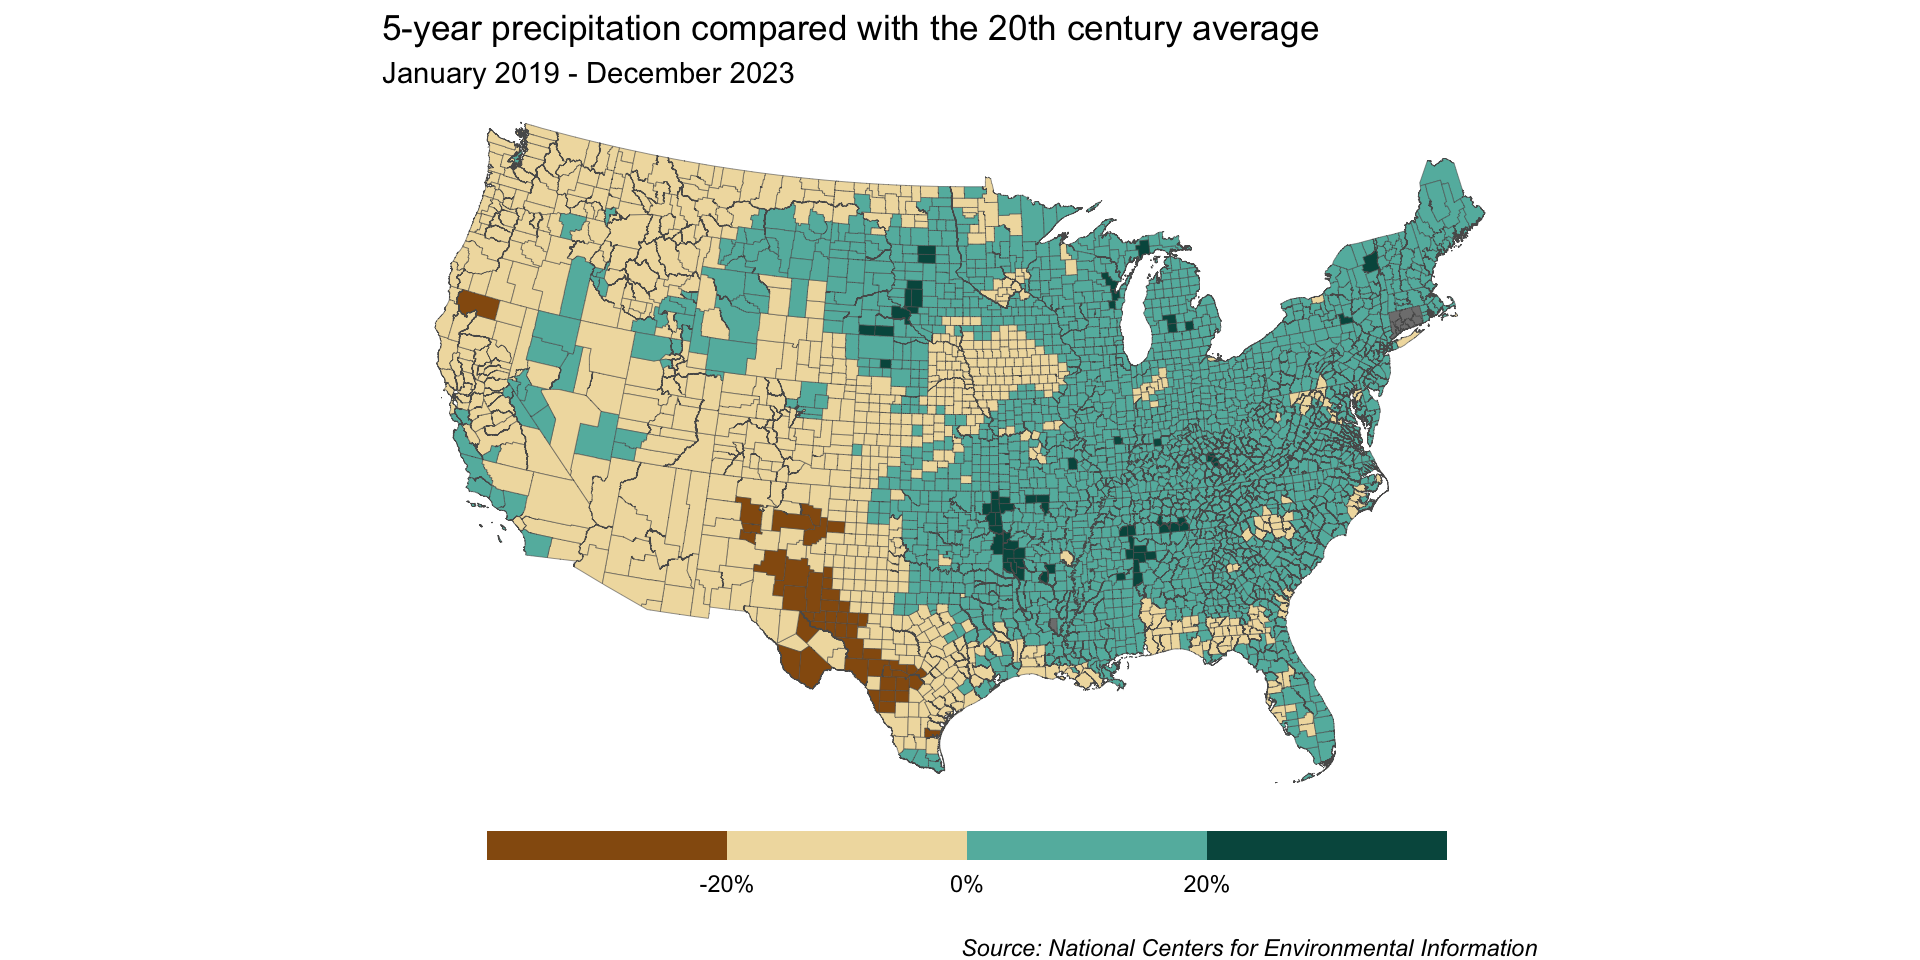 5-year precipitation compared with the 20th century average
January 2019 - December 2023
-20% 0% 20%
Source: National Centers for Environmental Information